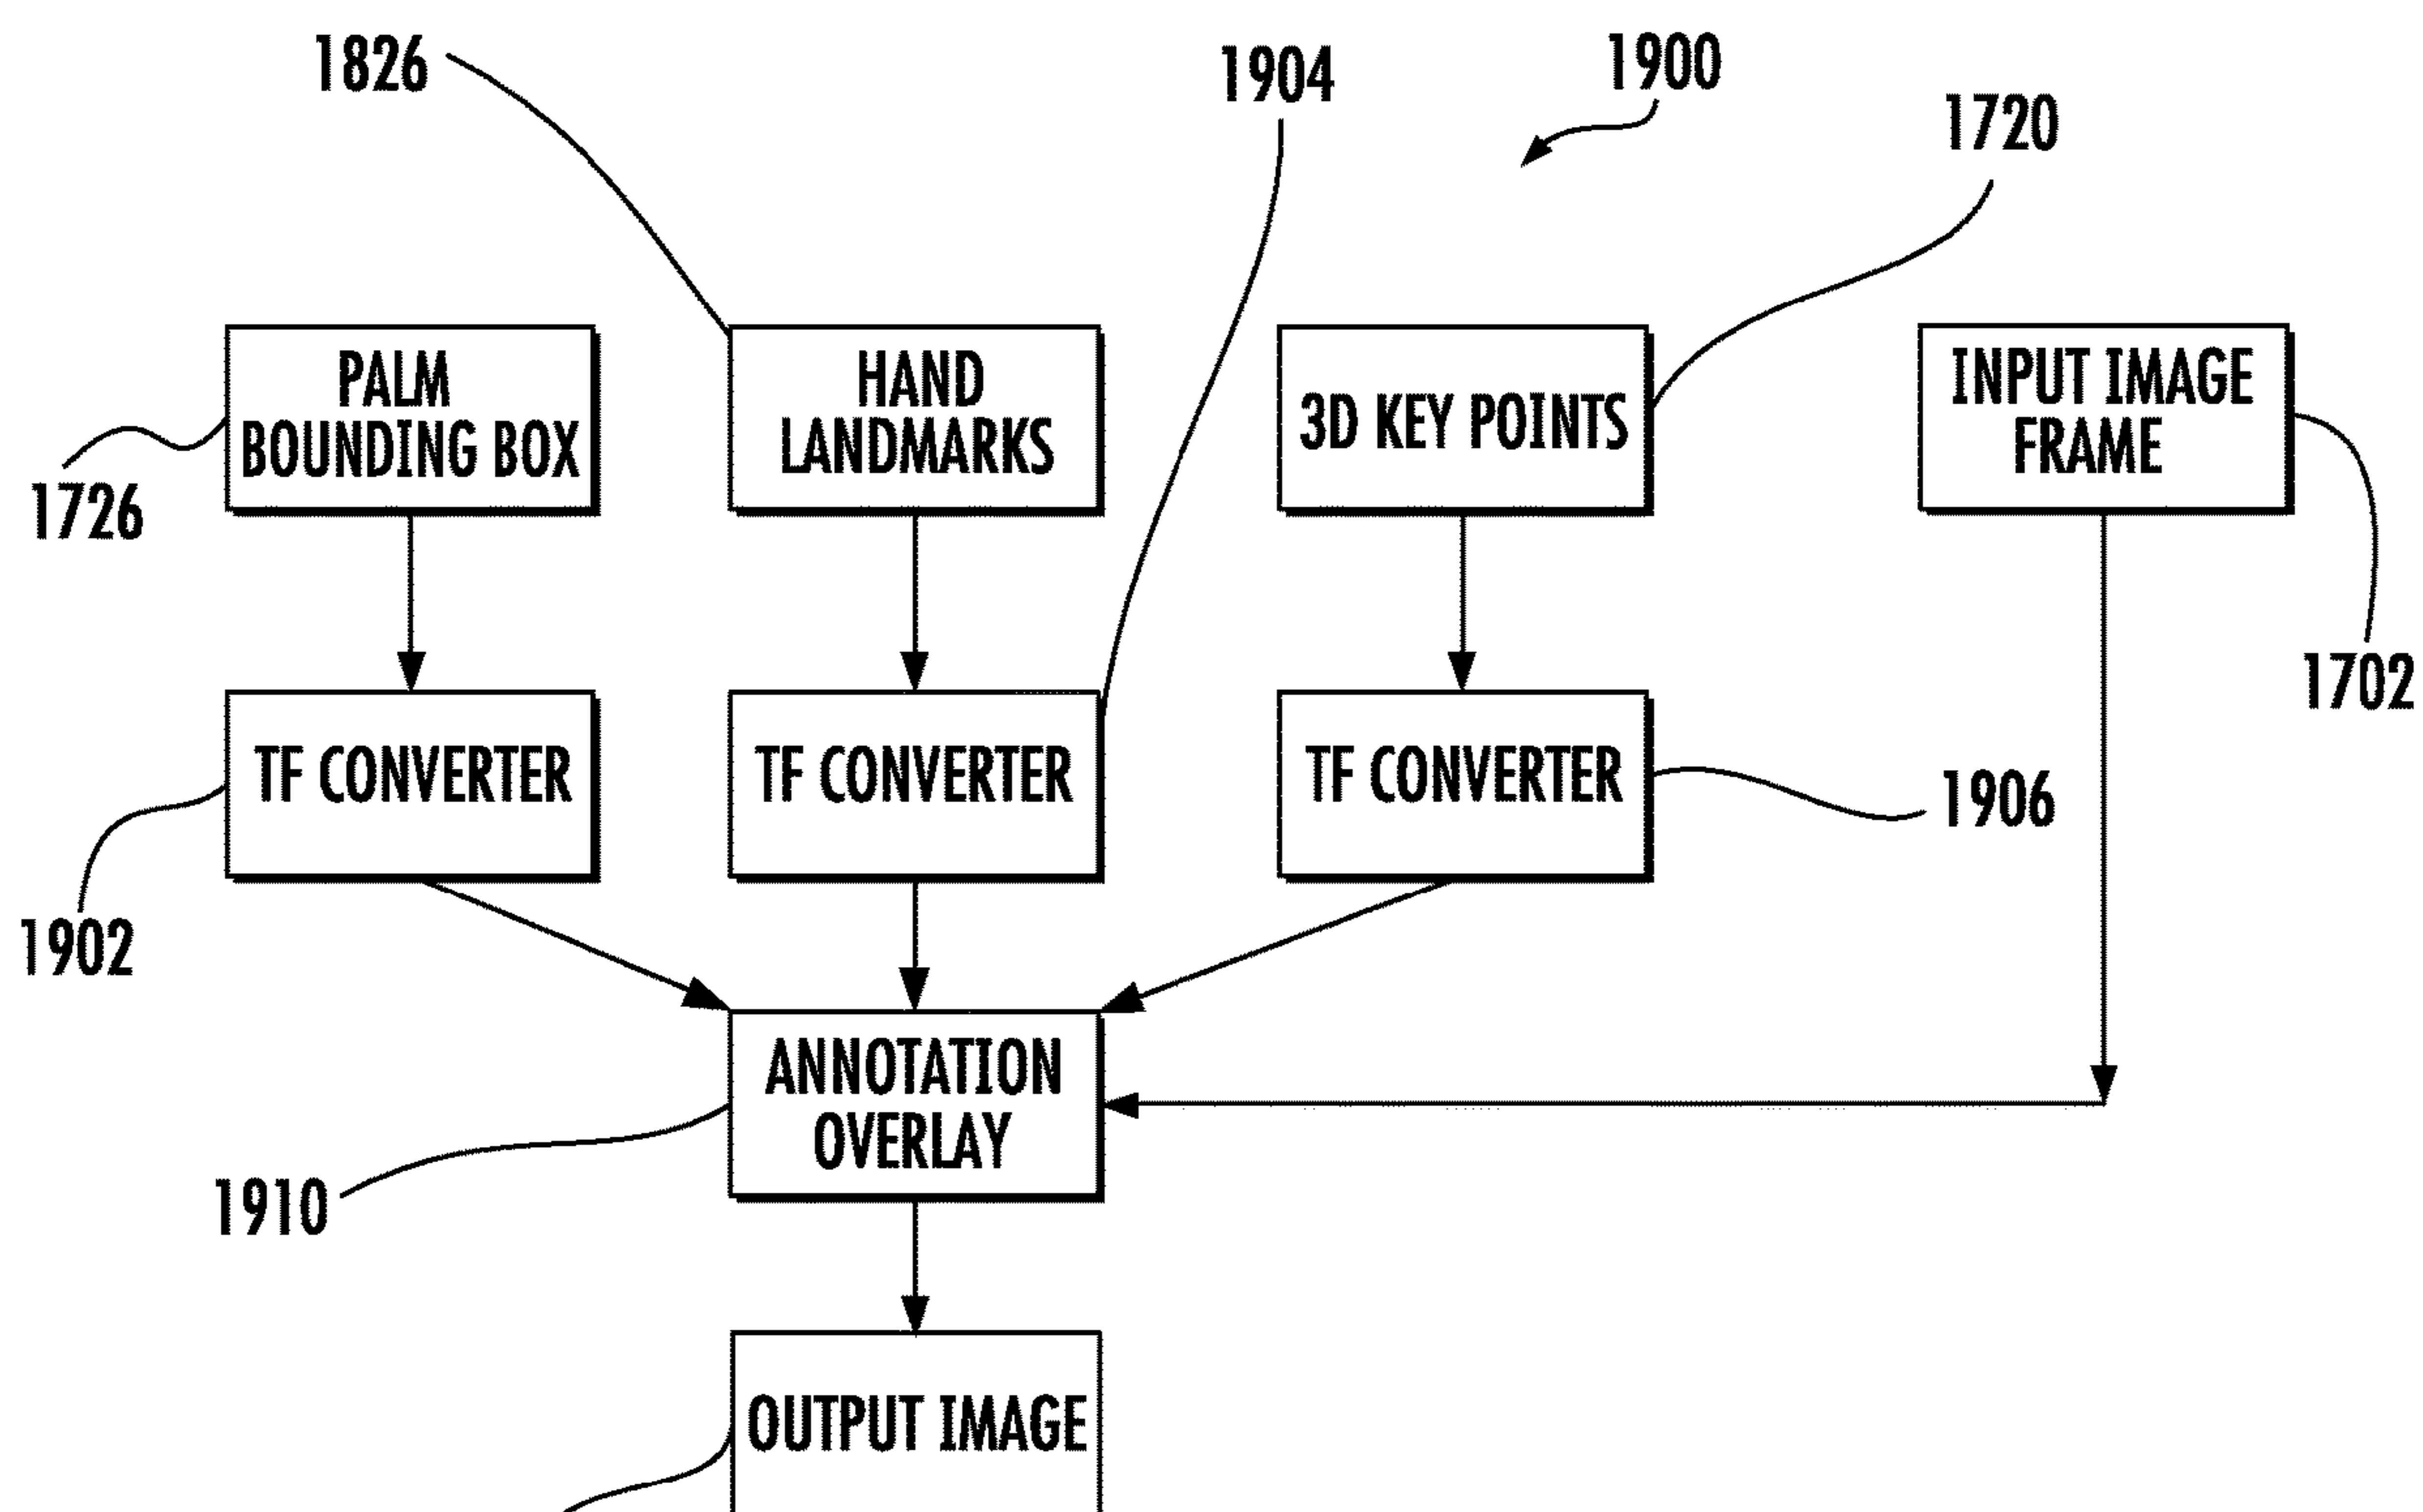 1826
1904
1900
1720
PALM
BOUNDING BOX
HAND
LANDMARKS
3D KEY POINTS
INPUT IMAGE
FRAME
1726
1702
TF CONVERTER
TF CONVERTER
TF CONVERTER
1906
1902
ANNOTATION
OVERLAY
1910
OUTPUT IMAGE